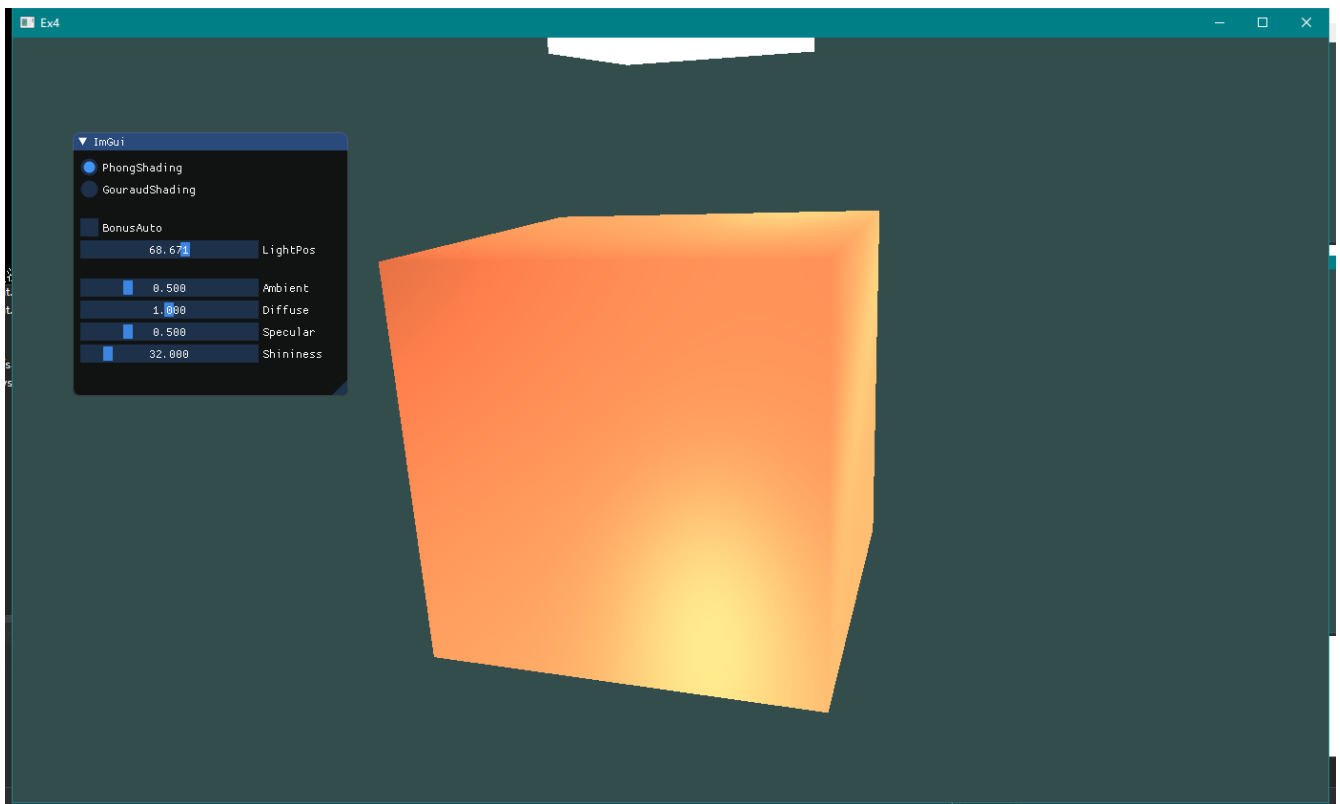 Ex4
ImGui
PhongShading
GouraudShading
BonusAuto
68.671 LightPos
0.500 Ambient
1.000 Diffuse
0.500 Specular
32.000 Shininess